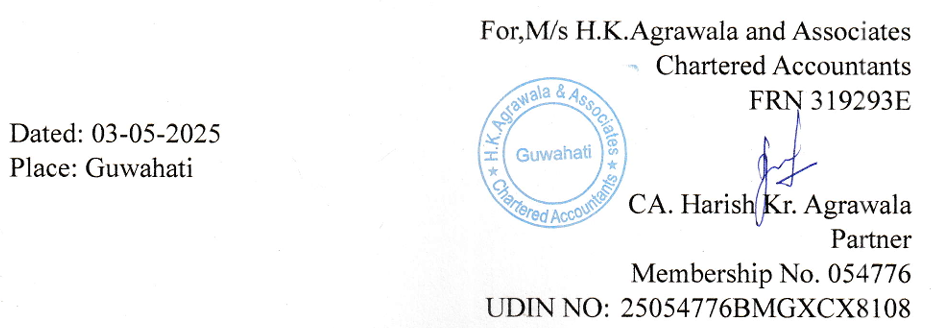 For,M/s H.K.Agrawala and Associates
Chartered Accountants
FRN 319293E
Dated: 03-05-2025
Place: Guwahati
H.K.Agrawala & Associates
Guwahati
★ Chartered Accountants ★
CA. Harish Kr. Agrawala
Partner
Membership No. 054776
UDIN NO: 25054776BMGXCX8108